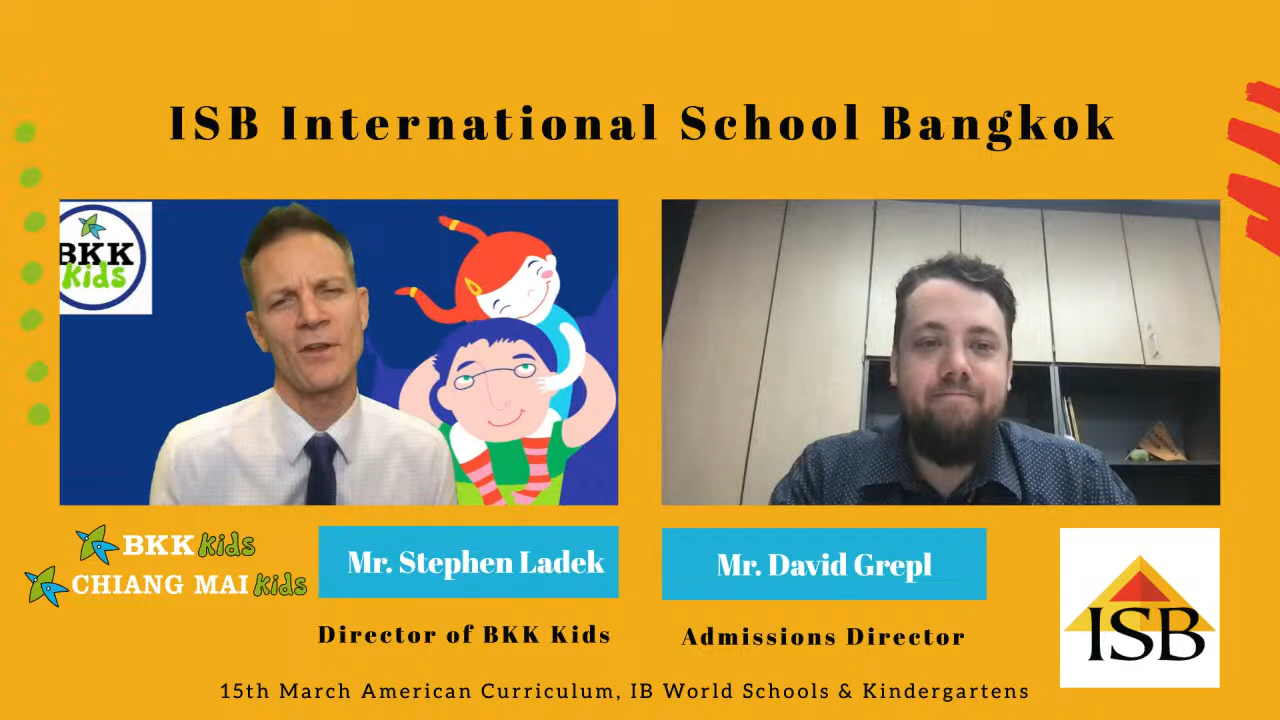 ISB International School Bangkok
BKK
Kids
BKK Kids
CHIANG MAI Kids
Mr. Stephen Ladek
Director of BKK Kids
Mr. David Grepl
Admissions Director
ISB
15th March American Curriculum, IB World Schools & Kindergartens